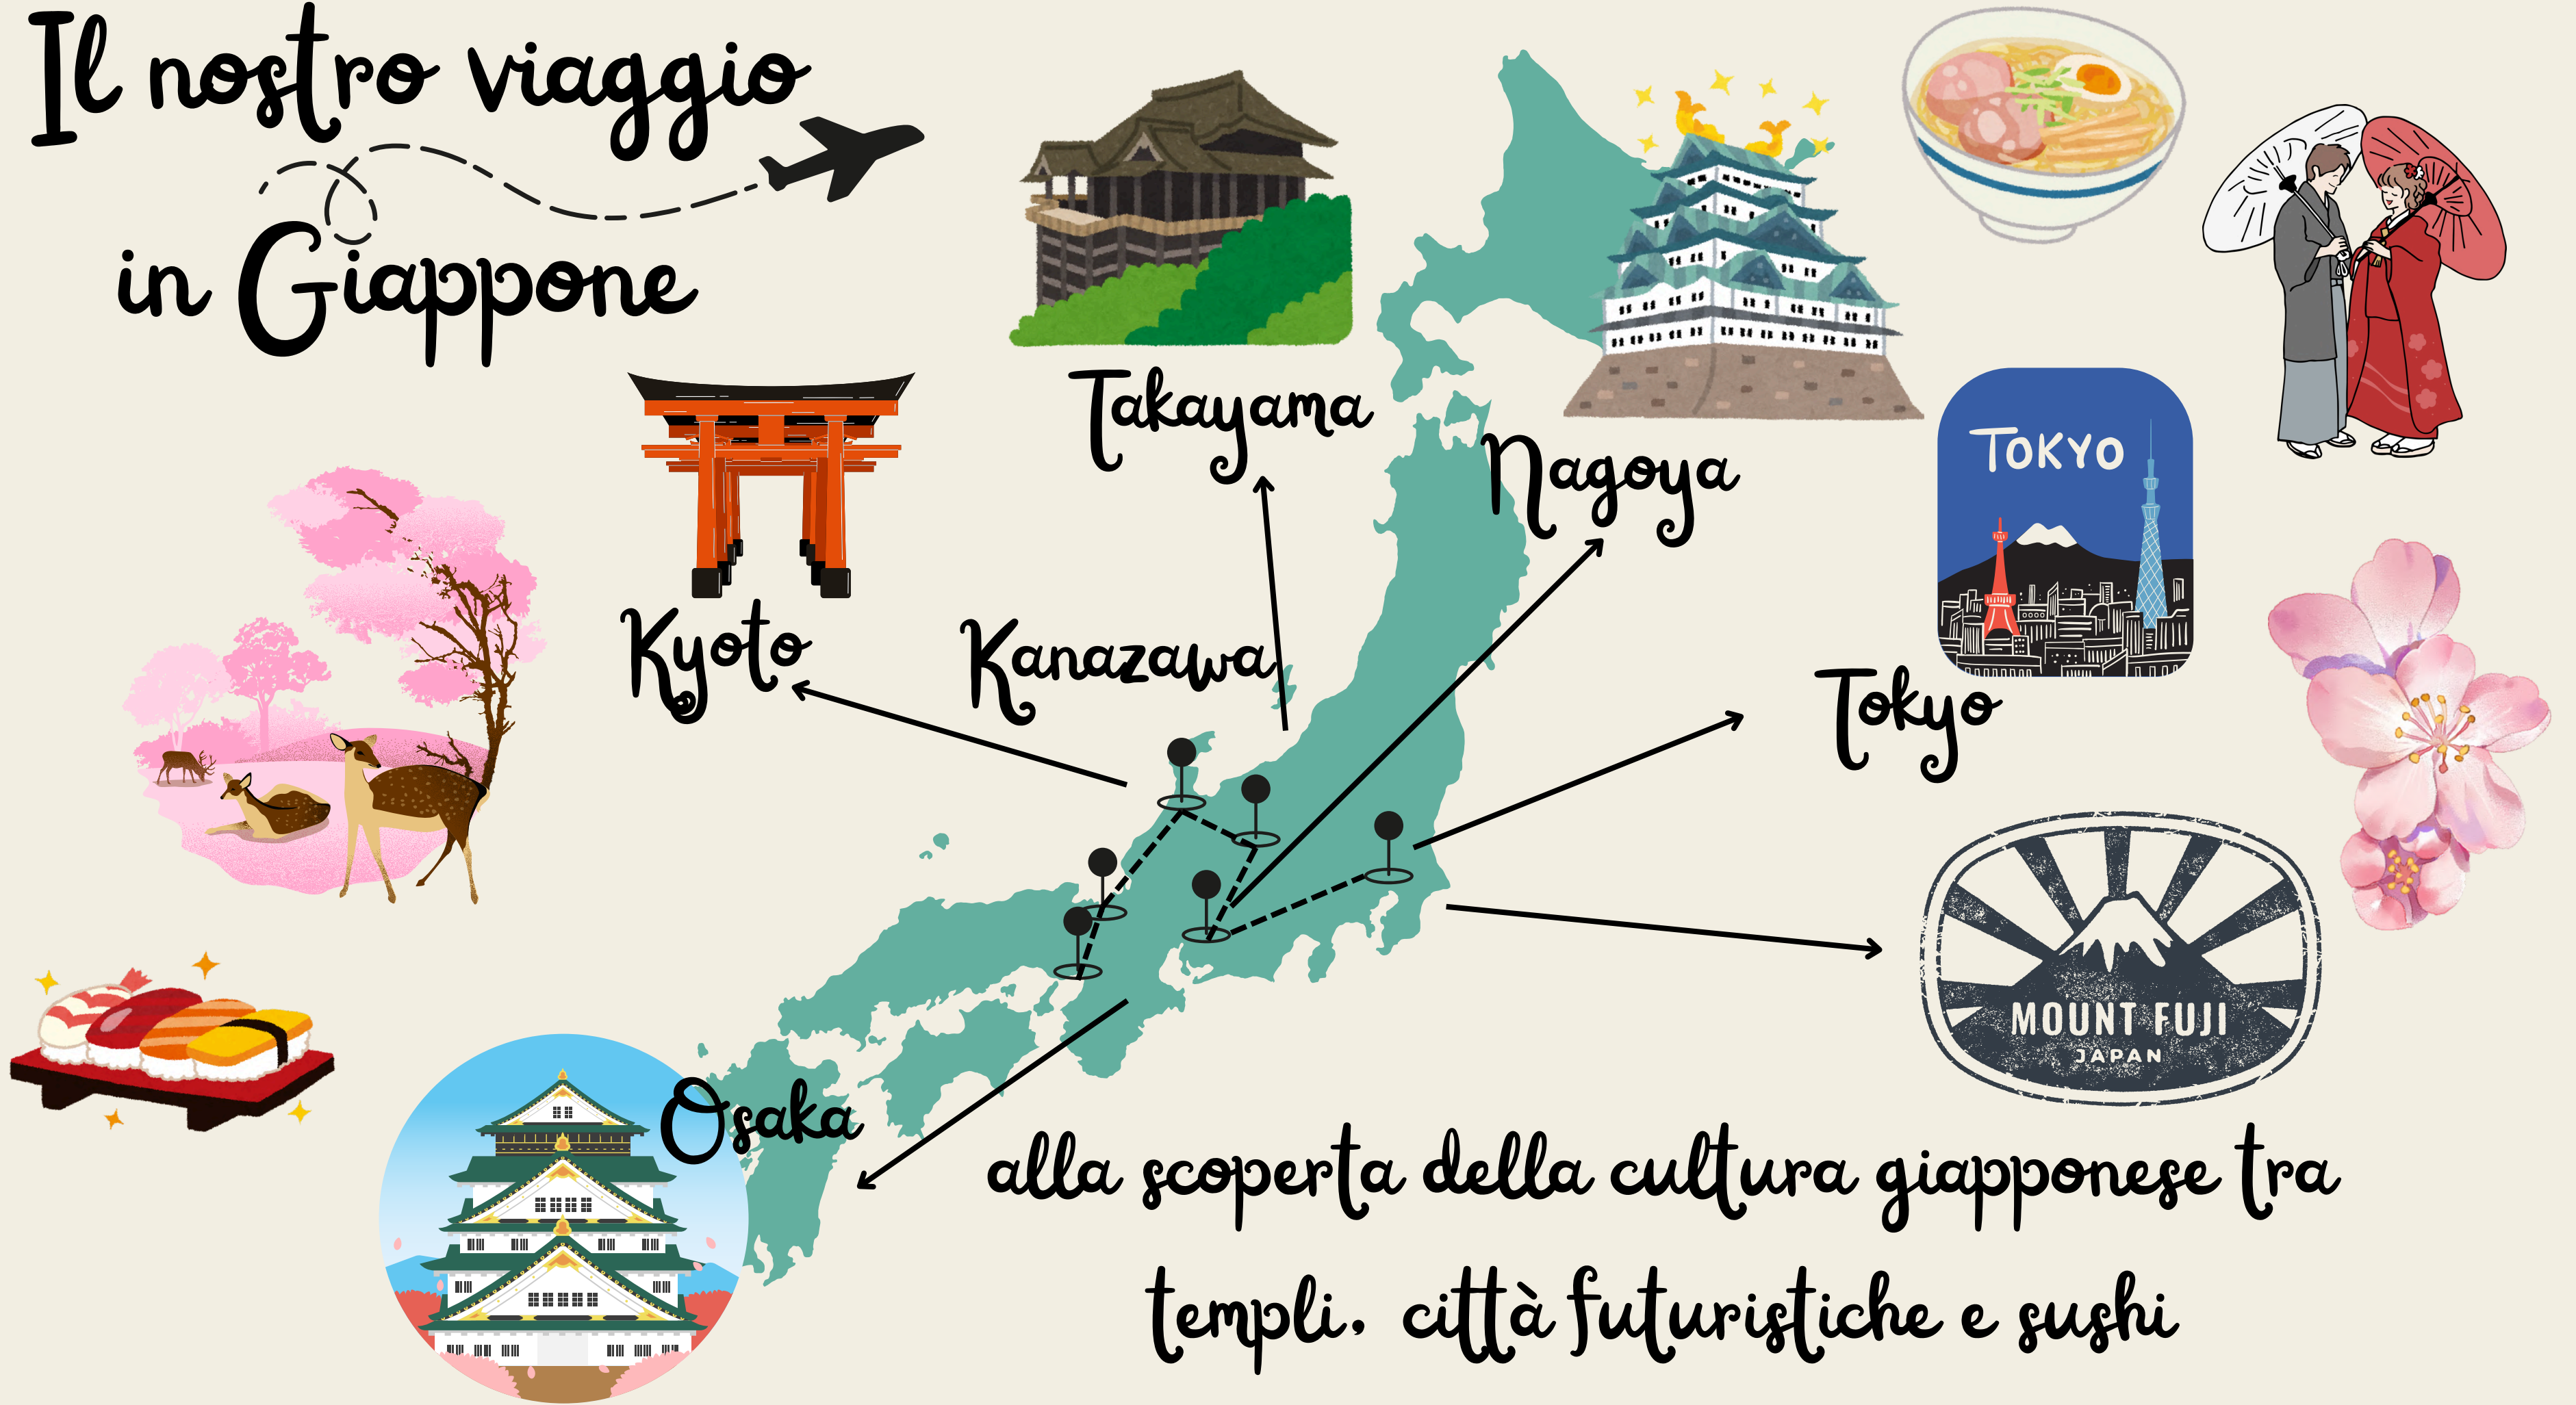 Il nostro viaggio
in Giappone
Takayama
Nagoya
TOKYO
Kyoto
Kanazawa
Tokyo
MOUNT FUJI
JAPAN
Osaka
alla scoperta della cultura giapponese tra
templi, città futuristiche e sushi